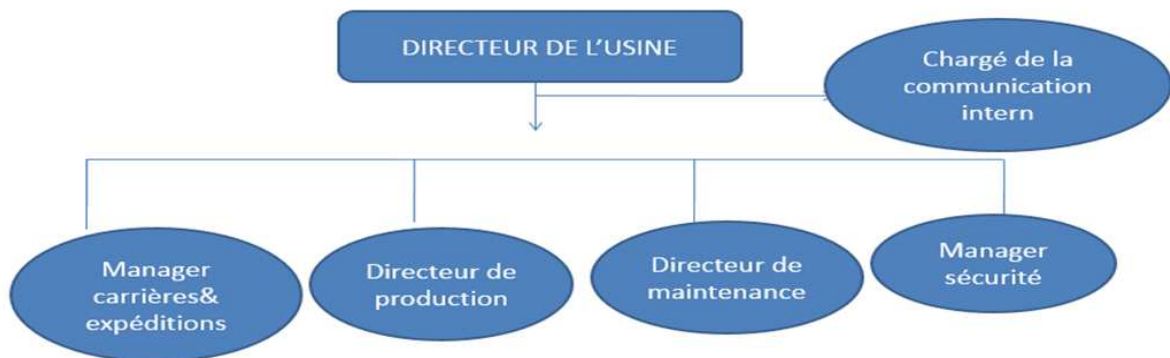 DIRECTEUR DE L'USINE
Chargé de la
communication
intern
Manager
carrières&
expéditions
Directeur de
production
Directeur de
maintenance
Manager
sécurité